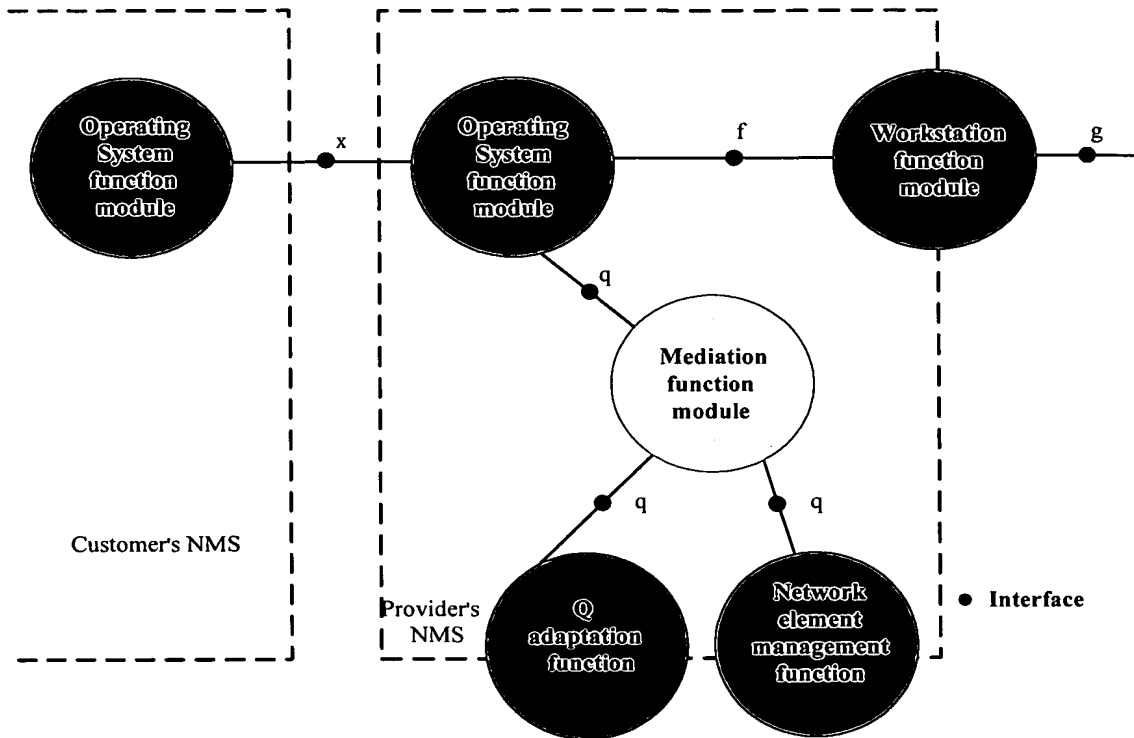 Operating
System
function
module
x
Operating
System
function
module
f
Workstation
function
module
g
q
Mediation
function
module
q
q
Customer's NMS
Provider's
NMS
Q
adaptation
function
Network
element
management
function
Interface